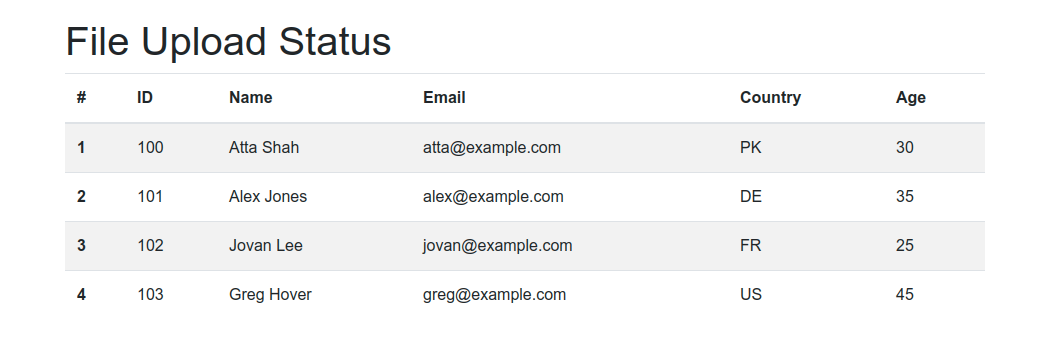 File Upload Status
# ID Name Email Country Age
1 100 Atta Shah atta@example.com PK 30
2 101 Alex Jones alex@example.com DE 35
3 102 Jovan Lee jovan@example.com FR 25
4 103 Greg Hover greg@example.com US 45